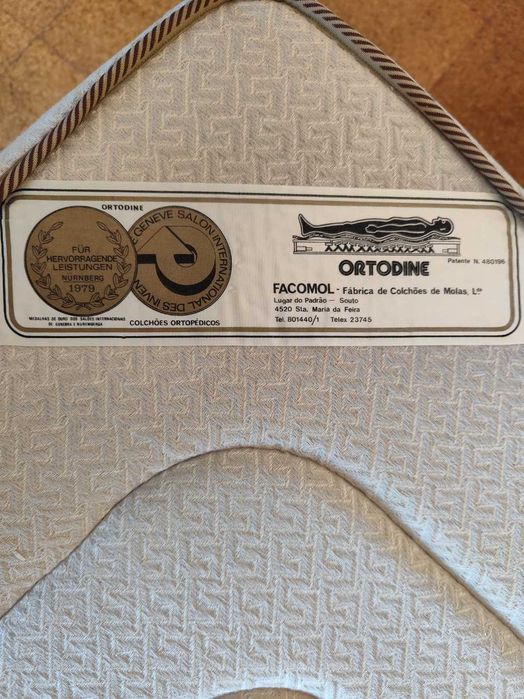 ORTODINE
FÜR
HERVORRAGENDE
LEISTUNGEN
NÜRNBERG
1979
GENEVE SALON INTERNATIONAL DES INVEN
MEDALHAS DE OURO DOS SALÕES INTERNACIONAIS
DE GENEBRA E NUREMBERGA
COLCHÕES ORTOPÉDICOS
ORTODINE
Patente N. 480196
FACOMOL - Fábrica de Colchões de Molas, L.da
Lugar do Padrão — Souto
4520 Sta. Maria da Feira
Tel. 801440/1 Telex 23745